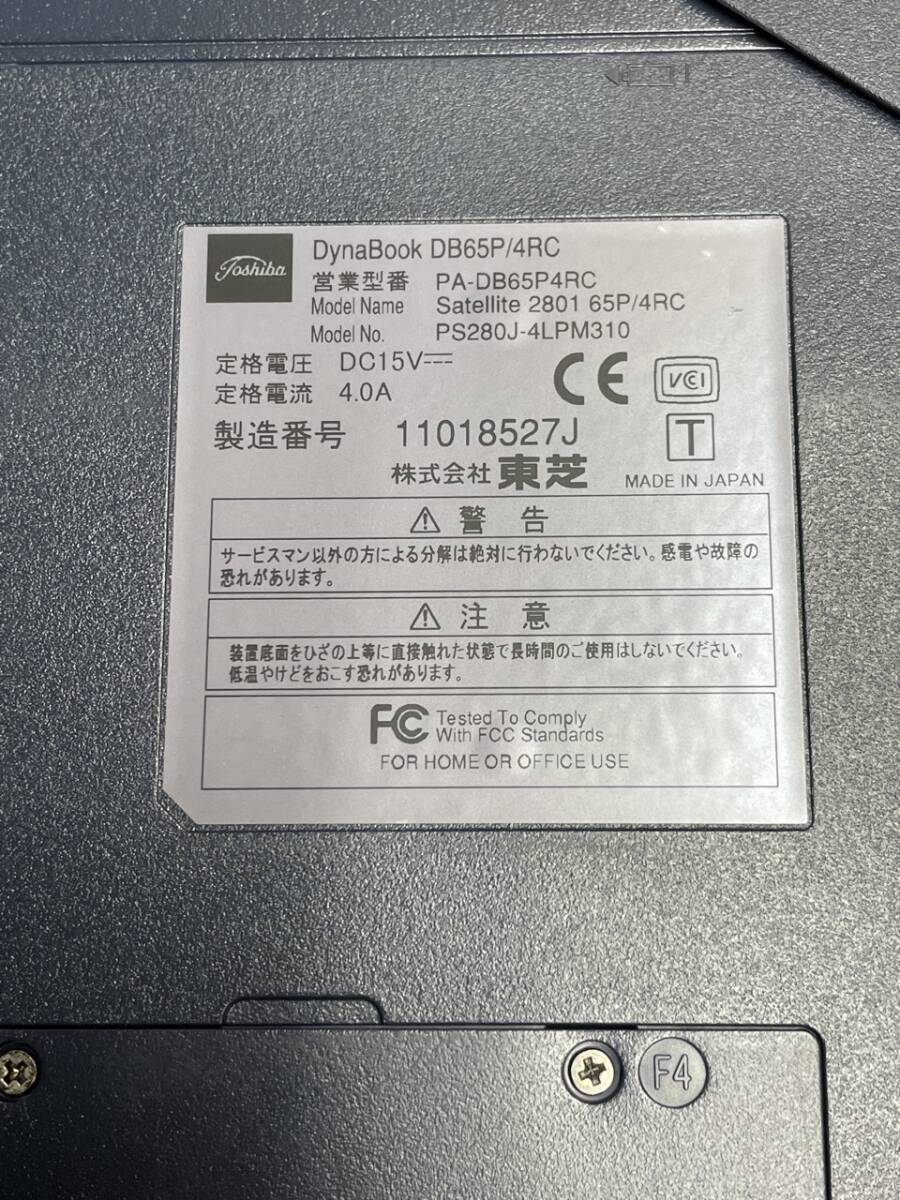 Toshiba
DynaBook DB65P/4RC
営業型番 PA-DB65P4RC
Model Name Satellite 2801 65P/4RC
Model No. PS280J-4LPM310
定格電圧 DC15V⎓
定格電流 4.0A
CE VCI
製造番号 11018527J
T
株式会社 東芝
MADE IN JAPAN
⚠ 警告
サービスマン以外の方による分解は絶対に行わないでください。感電や故障の
恐れがあります。
⚠ 注意
装置底面をひざの上等に直接触れた状態で長時間のご使用はしないでください。
低温やけどをおこす恐れがあります。
FC Tested To Comply
With FCC Standards
FOR HOME OR OFFICE USE
F4